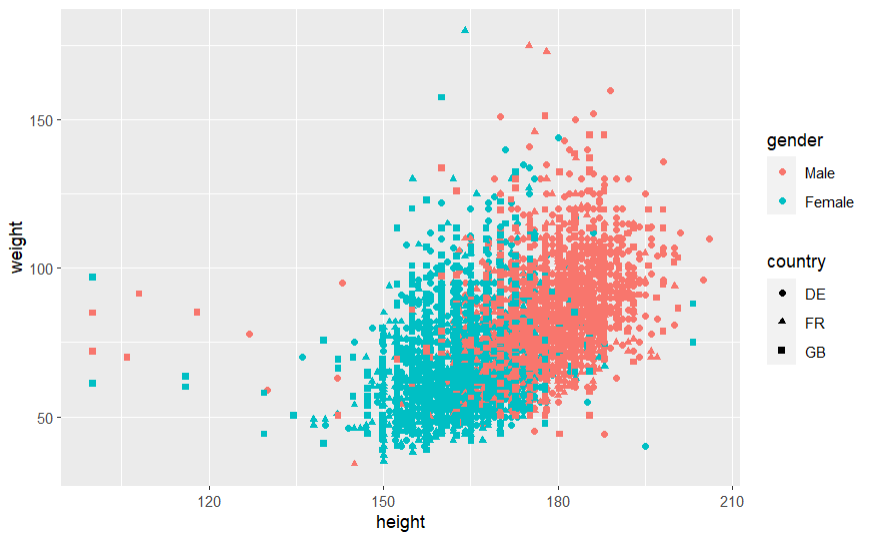 150
100
50
weight
120
150
180
210
height
gender
Male
Female
country
DE
FR
GB